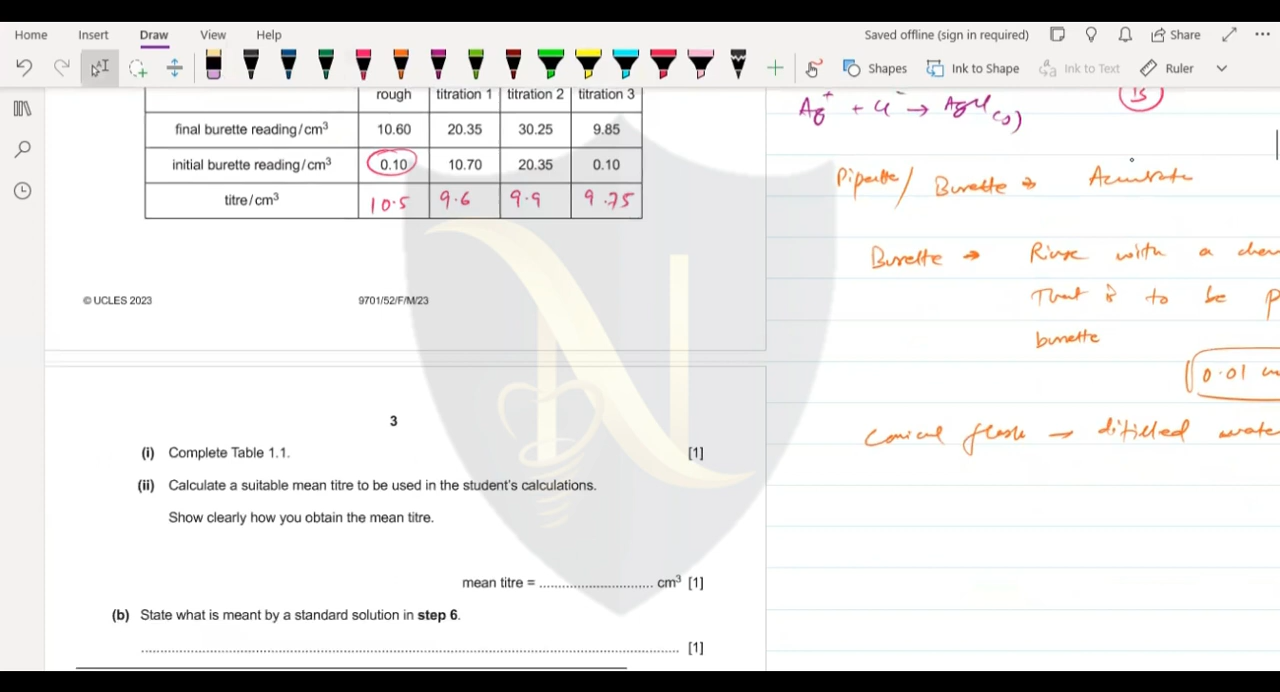 Home Insert Draw View Help Saved offline (sign in required) Share
Shapes Ink to Shape Ink to Text Ruler
rough titration 1 titration 2 titration 3
final burette reading/cm³ 10.60 20.35 30.25 9.85
initial burette reading/cm³ 0.10 10.70 20.35 0.10
titre/cm³ 10.5 9.6 9.9 9.75
© UCLES 2023 9701/52/F/M/23
3
(i) Complete Table 1.1. [1]
(ii) Calculate a suitable mean titre to be used in the student's calculations.
Show clearly how you obtain the mean titre.
mean titre = ............................ cm³ [1]
(b) State what is meant by a standard solution in step 6.
[1]
Ag⁺ + Cl⁻ → AgCl (s)
Pipette/ Burette →
Burette → Rinse with a chem
That is to be P
burette
0.01 m
Conical flask → water
N